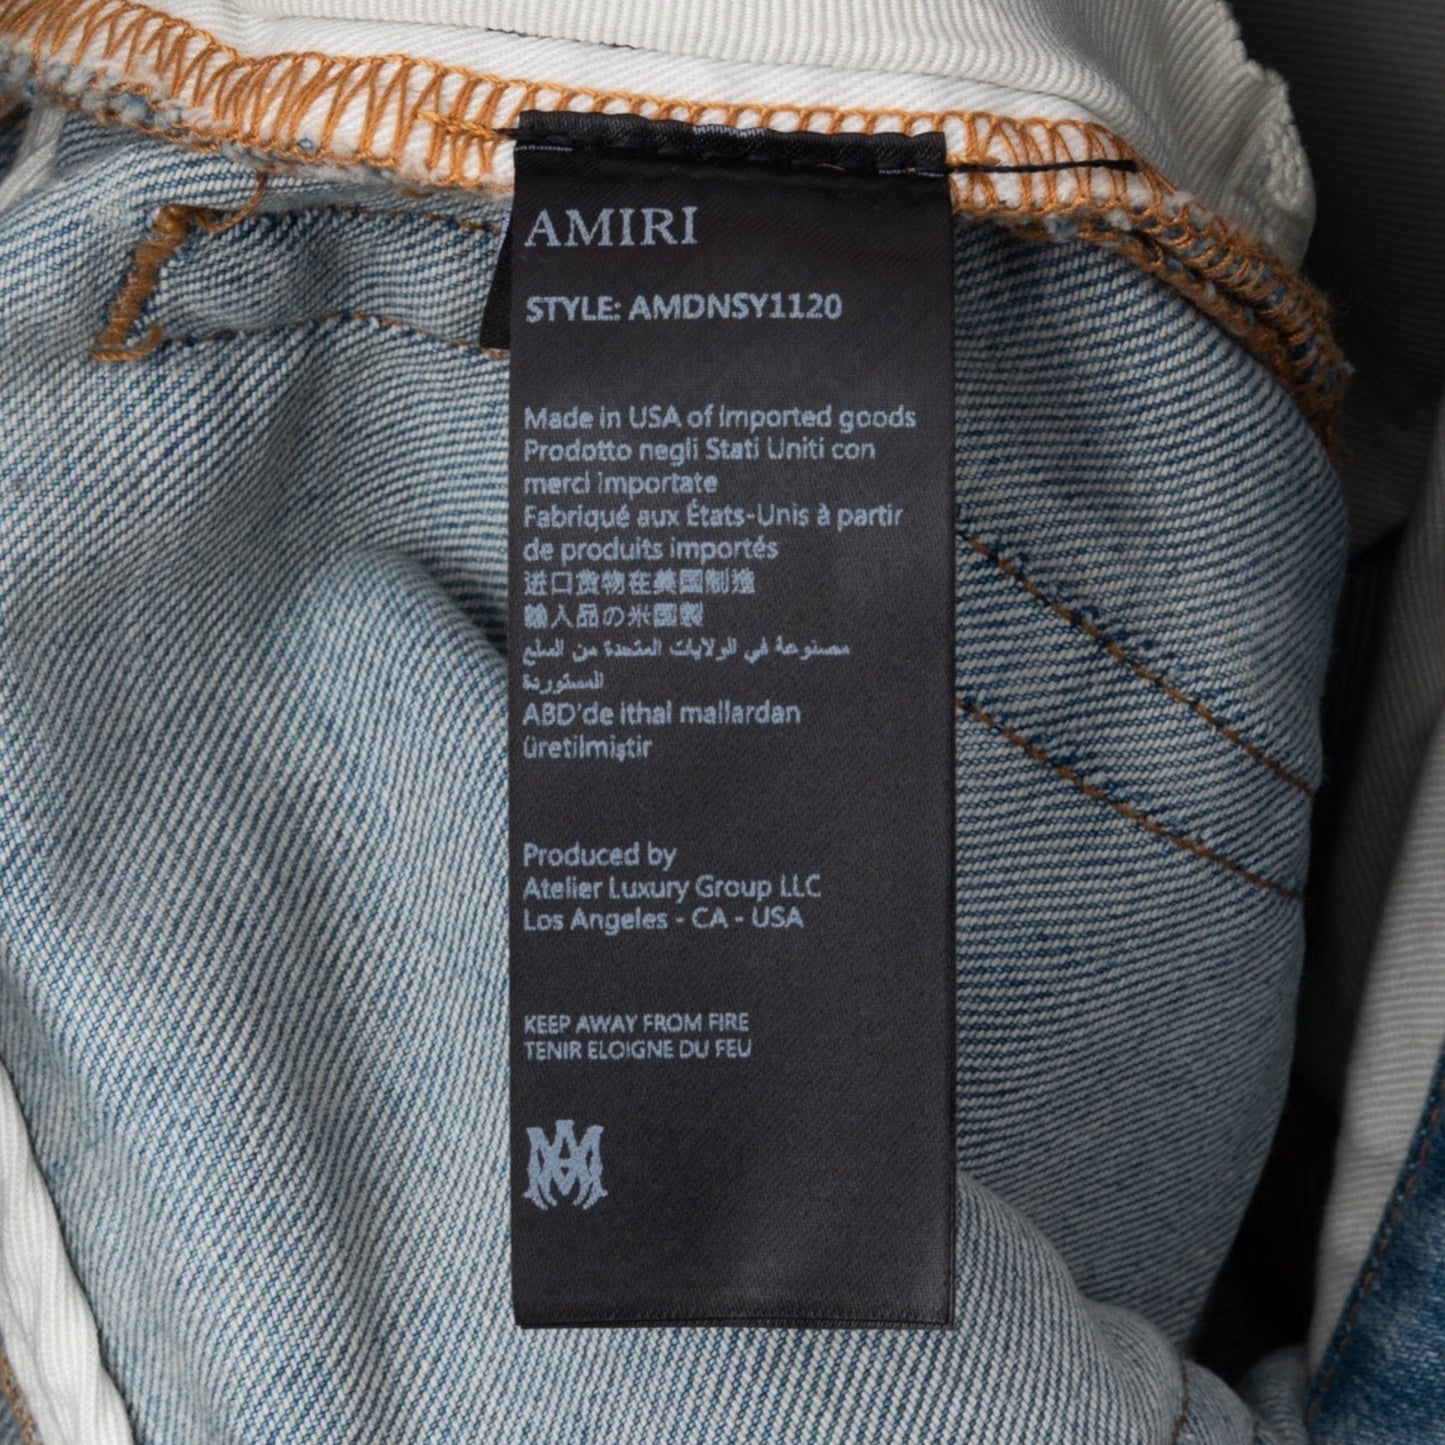 AMIRI
STYLE: AMDNSY1120
Made in USA of imported goods
Prodotto negli Stati Uniti con
merci importate
Fabriqué aux États-Unis à partir
de produits importés
进口货物在美国制造
輸入品の米国製
مصنوعة في الولايات المتحدة من السلع
المستوردة
ABD'de ithal mallardan
üretilmiştir
Produced by
Atelier Luxury Group LLC
Los Angeles - CA - USA
KEEP AWAY FROM FIRE
TENIR ELOIGNE DU FEU